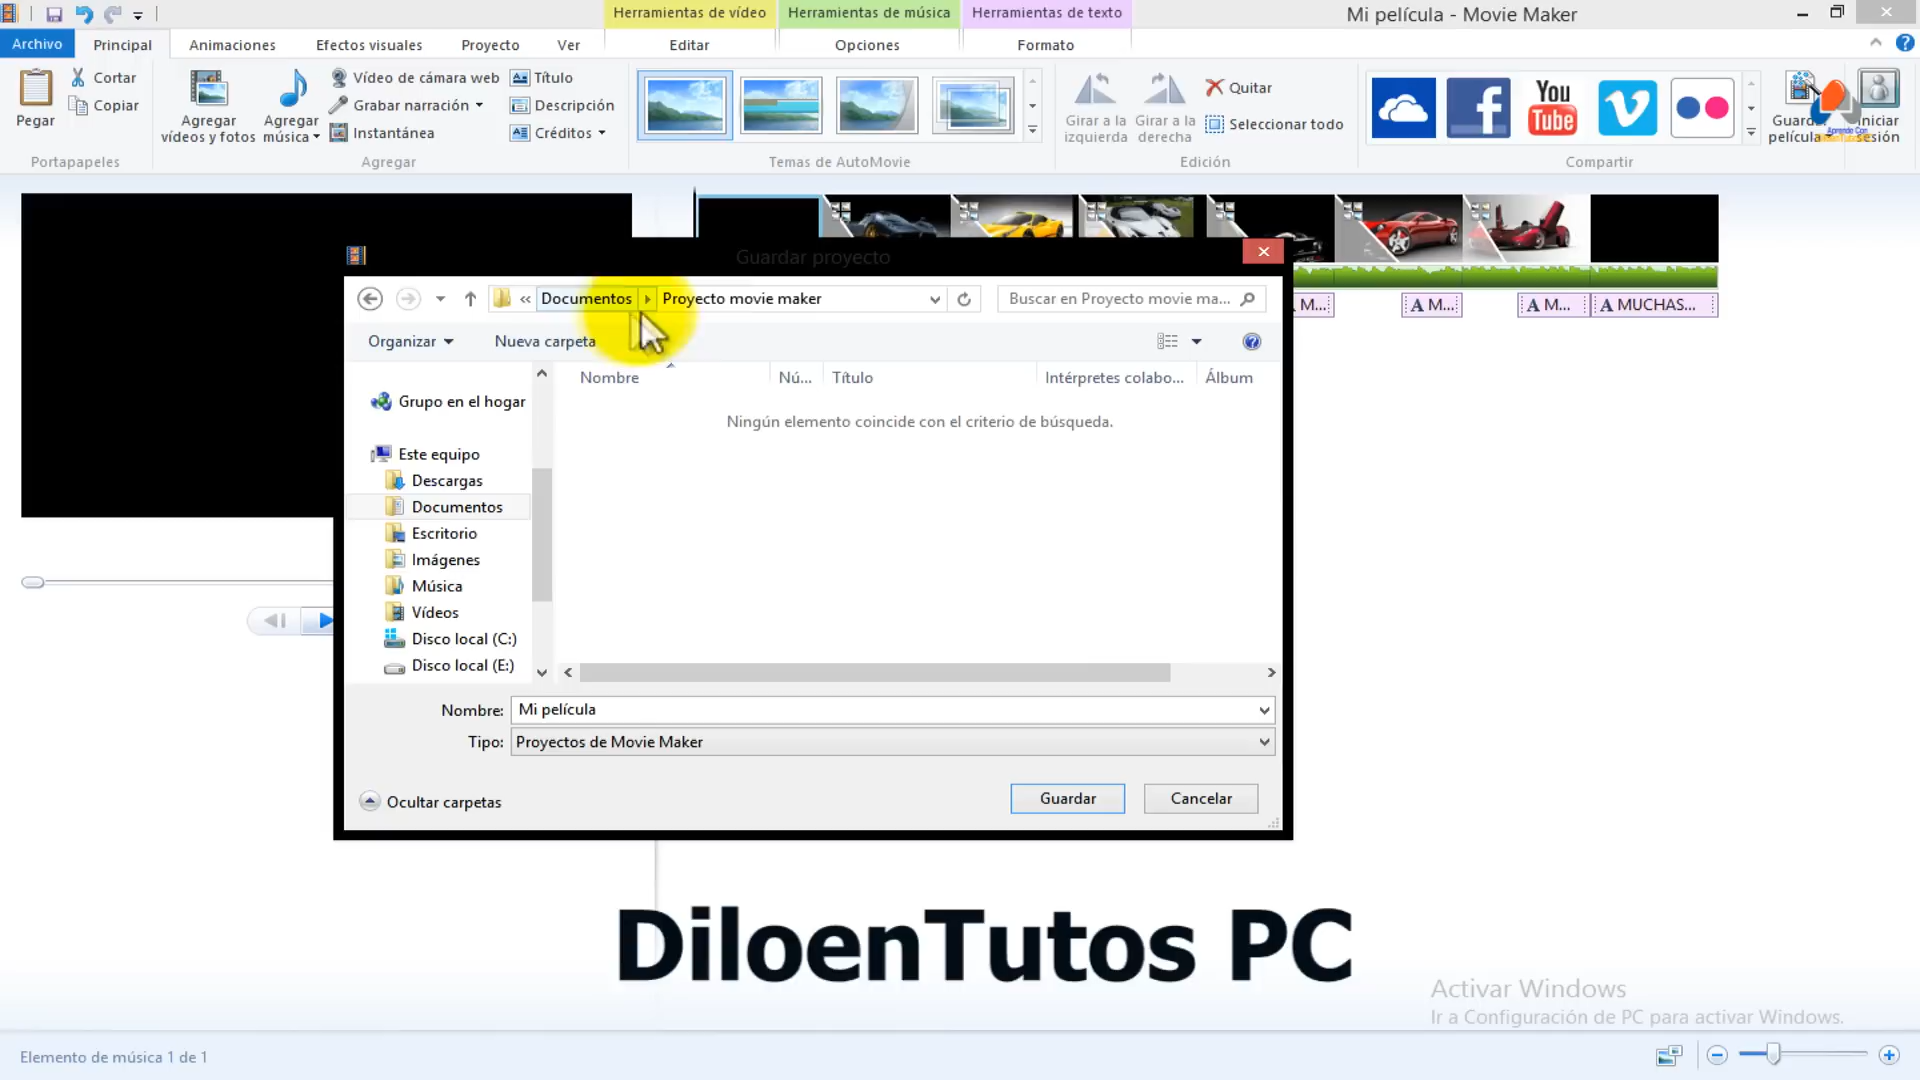 Herramientas de vídeo Herramientas de música Herramientas de texto Mi película - Movie Maker
Archivo Principal Animaciones Efectos visuales Proyecto Ver Editar Opciones Formato
Pegar
Cortar
Copiar
Portapapeles
Agregar
vídeos y fotos
Agregar
música
Vídeo de cámara web
Grabar narración
Instantánea
Título
Descripción
Créditos
Agregar
Temas de AutoMovie
Girar a la
izquierda
Girar a la
derecha
Quitar
Seleccionar todo
Edición
You
Tube
Compartir
película
sesión
Aprende Con
Guardar proyecto
« Documentos Proyecto movie maker
Buscar en Proyecto movie ma...
A M...
A M...
A MUCHAS...
M...
Organizar Nueva carpeta
Nombre Nú... Título Intérpretes colabo... Álbum
Ningún elemento coincide con el criterio de búsqueda.
Grupo en el hogar
Este equipo
Descargas
Documentos
Escritorio
Imágenes
Música
Vídeos
Disco local (C:)
Disco local (E:)
Nombre: Mi película
Tipo: Proyectos de Movie Maker
Ocultar carpetas
Guardar Cancelar
DiloenTutos PC
Activar Windows
Ir a Configuración de PC para activar Windows.
Elemento de música 1 de 1